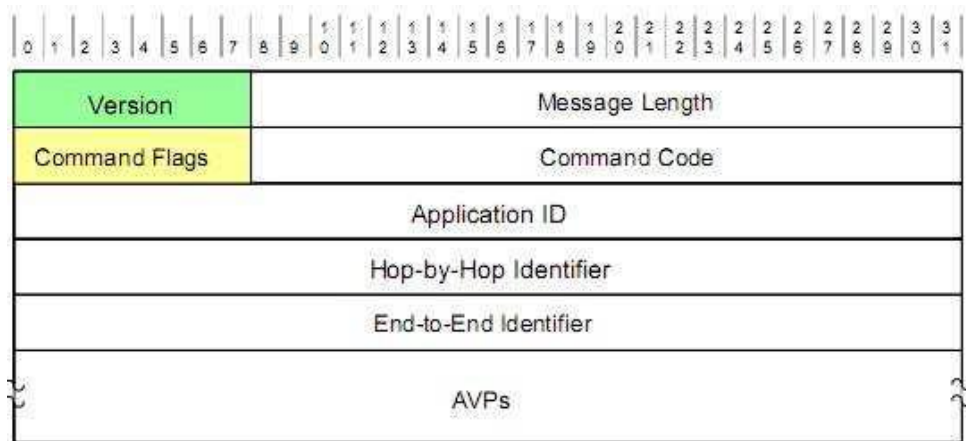 0 1 2 3 4 5 6 7 8 9 10 11 12 13 14 15 16 17 18 19 20 21 22 23 24 25 26 27 28 29 30 31
Version Message Length
Command Flags Command Code
Application ID
Hop-by-Hop Identifier
End-to-End Identifier
AVPs